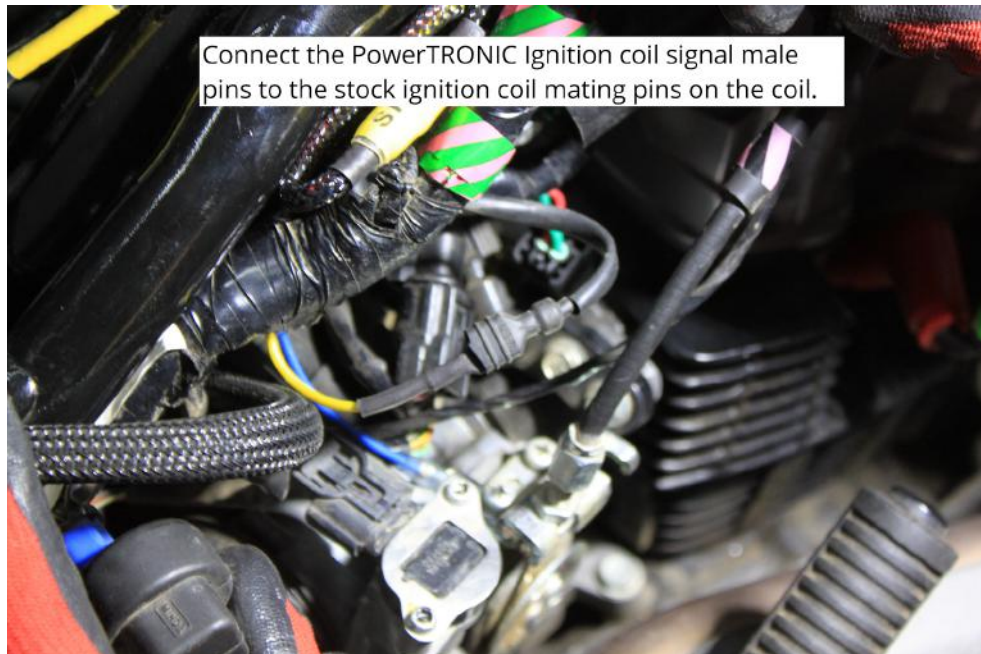 Connect the PowerTRONIC Ignition coil signal male
pins to the stock ignition coil mating pins on the coil.